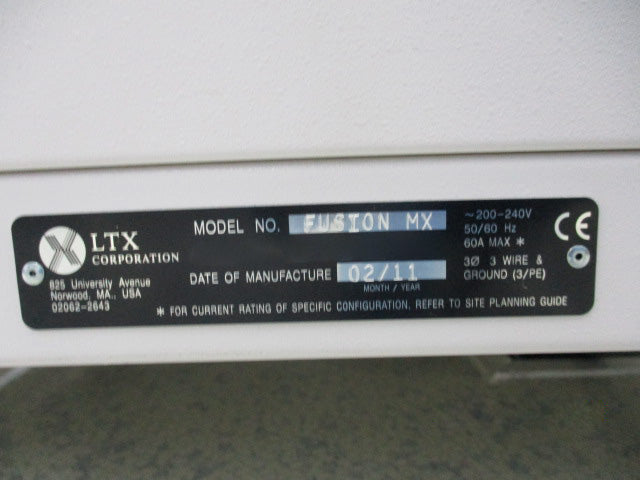 LTX
CORPORATION
825 University Avenue
Norwood, MA., USA
02062-2643
MODEL NO. FUSION MX
DATE OF MANUFACTURE 02/11
MONTH / YEAR
~200-240V
50/60 Hz
60A MAX *
3Ø 3 WIRE &
GROUND (3/PE)
CE
* FOR CURRENT RATING OF SPECIFIC CONFIGURATION, REFER TO SITE PLANNING GUIDE